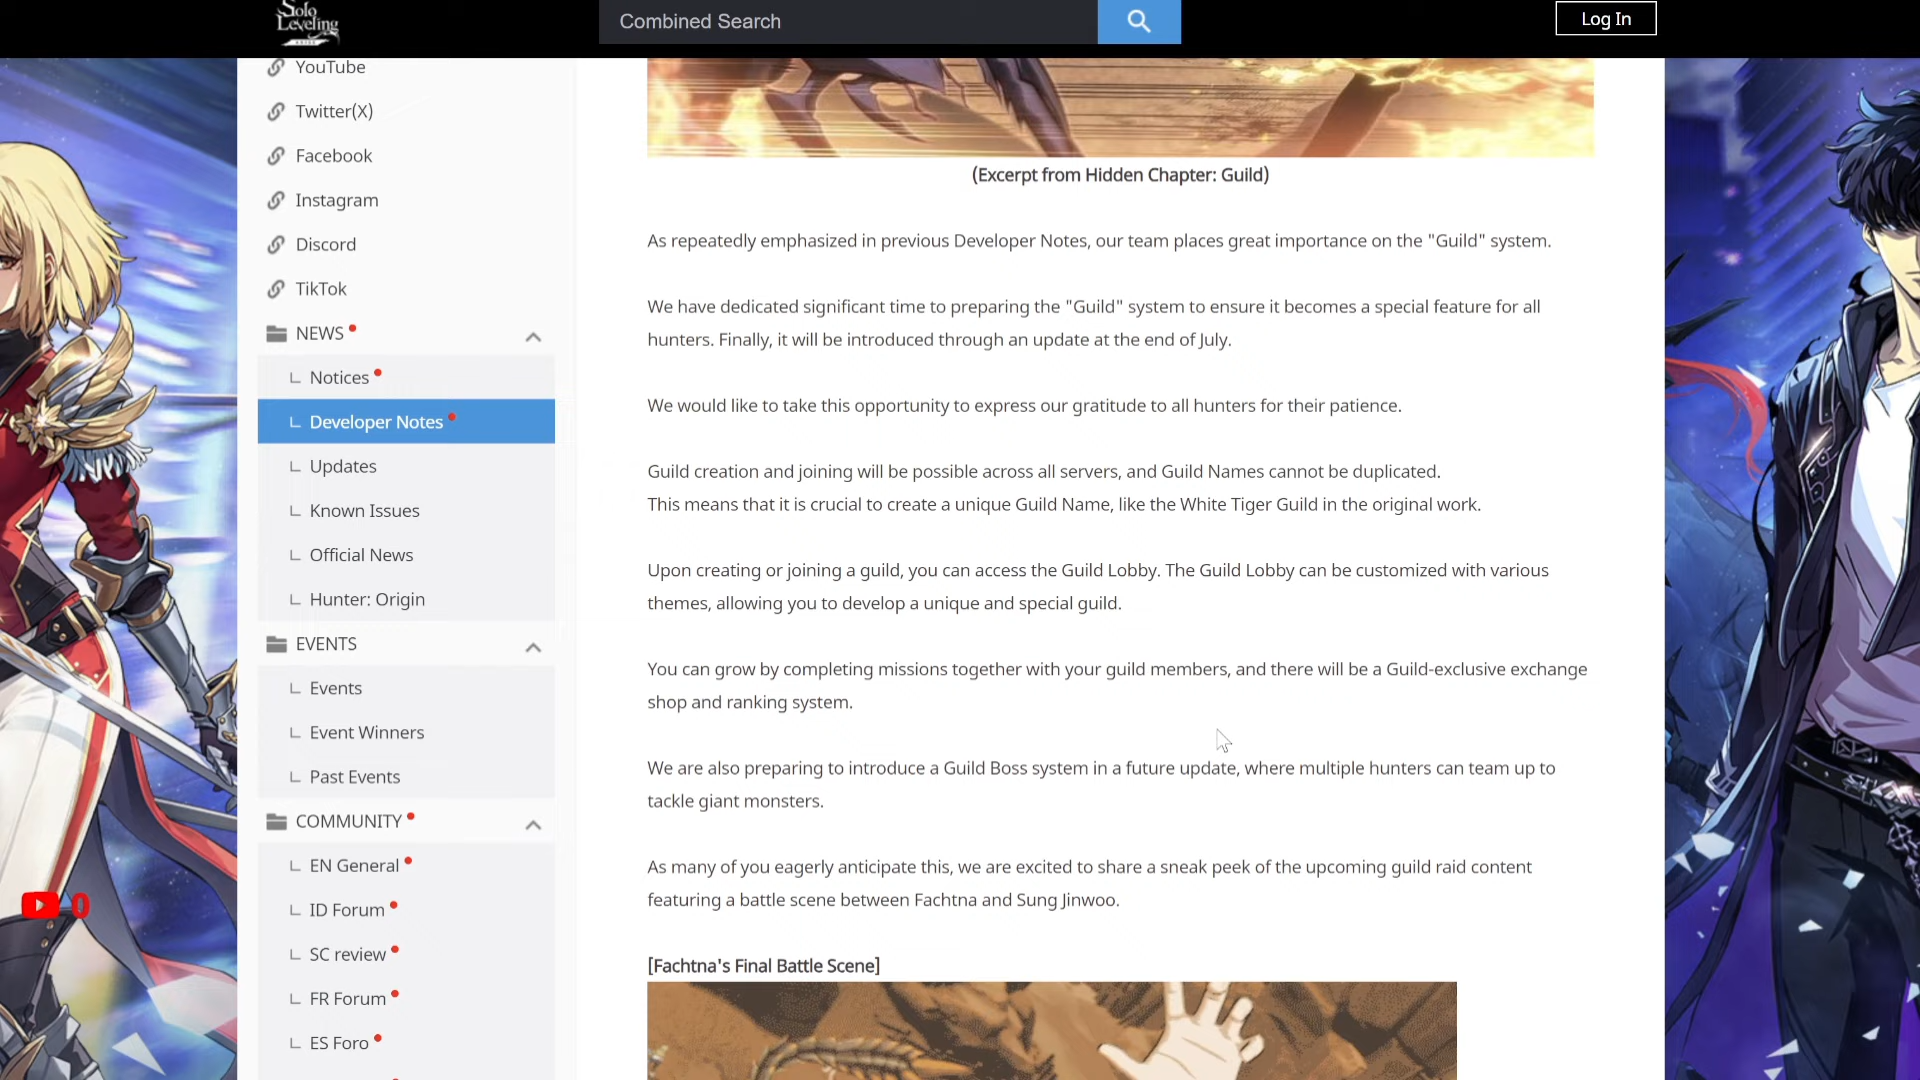 Solo
Leveling
Combined Search
Log In
YouTube
Twitter(X)
Facebook
Instagram
Discord
TikTok
NEWS
Notices
Developer Notes
Updates
Known Issues
Official News
Hunter: Origin
EVENTS
Events
Event Winners
Past Events
COMMUNITY
EN General
ID Forum
SC review
FR Forum
ES Foro
0
(Excerpt from Hidden Chapter: Guild)
As repeatedly emphasized in previous Developer Notes, our team places great importance on the "Guild" system.
We have dedicated significant time to preparing the "Guild" system to ensure it becomes a special feature for all
hunters. Finally, it will be introduced through an update at the end of July.
We would like to take this opportunity to express our gratitude to all hunters for their patience.
Guild creation and joining will be possible across all servers, and Guild Names cannot be duplicated.
This means that it is crucial to create a unique Guild Name, like the White Tiger Guild in the original work.
Upon creating or joining a guild, you can access the Guild Lobby. The Guild Lobby can be customized with various
themes, allowing you to develop a unique and special guild.
You can grow by completing missions together with your guild members, and there will be a Guild-exclusive exchange
shop and ranking system.
We are also preparing to introduce a Guild Boss system in a future update, where multiple hunters can team up to
tackle giant monsters.
As many of you eagerly anticipate this, we are excited to share a sneak peek of the upcoming guild raid content
featuring a battle scene between Fachtna and Sung Jinwoo.
[Fachtna's Final Battle Scene]